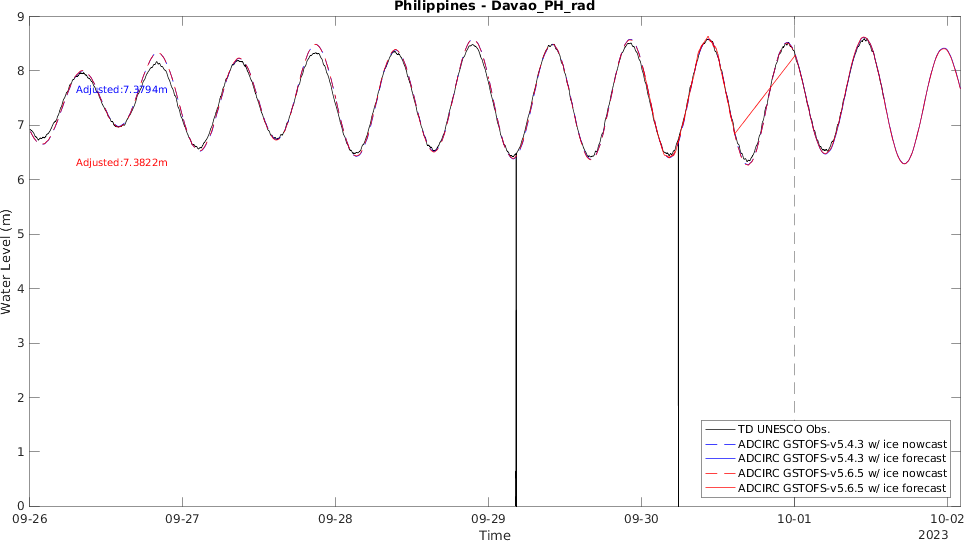 Philippines - Davao_PH_rad
9
8
7
6
5
4
3
2
1
0
Water Level (m)
Adjusted:7.3794m
Adjusted:7.3822m
TD UNESCO Obs.
ADCIRC GSTOFS-v5.4.3 w/ ice nowcast
ADCIRC GSTOFS-v5.4.3 w/ ice forecast
ADCIRC GSTOFS-v5.6.5 w/ ice nowcast
ADCIRC GSTOFS-v5.6.5 w/ ice forecast
09-26 09-27 09-28 09-29 09-30 10-01 10-02
Time
2023